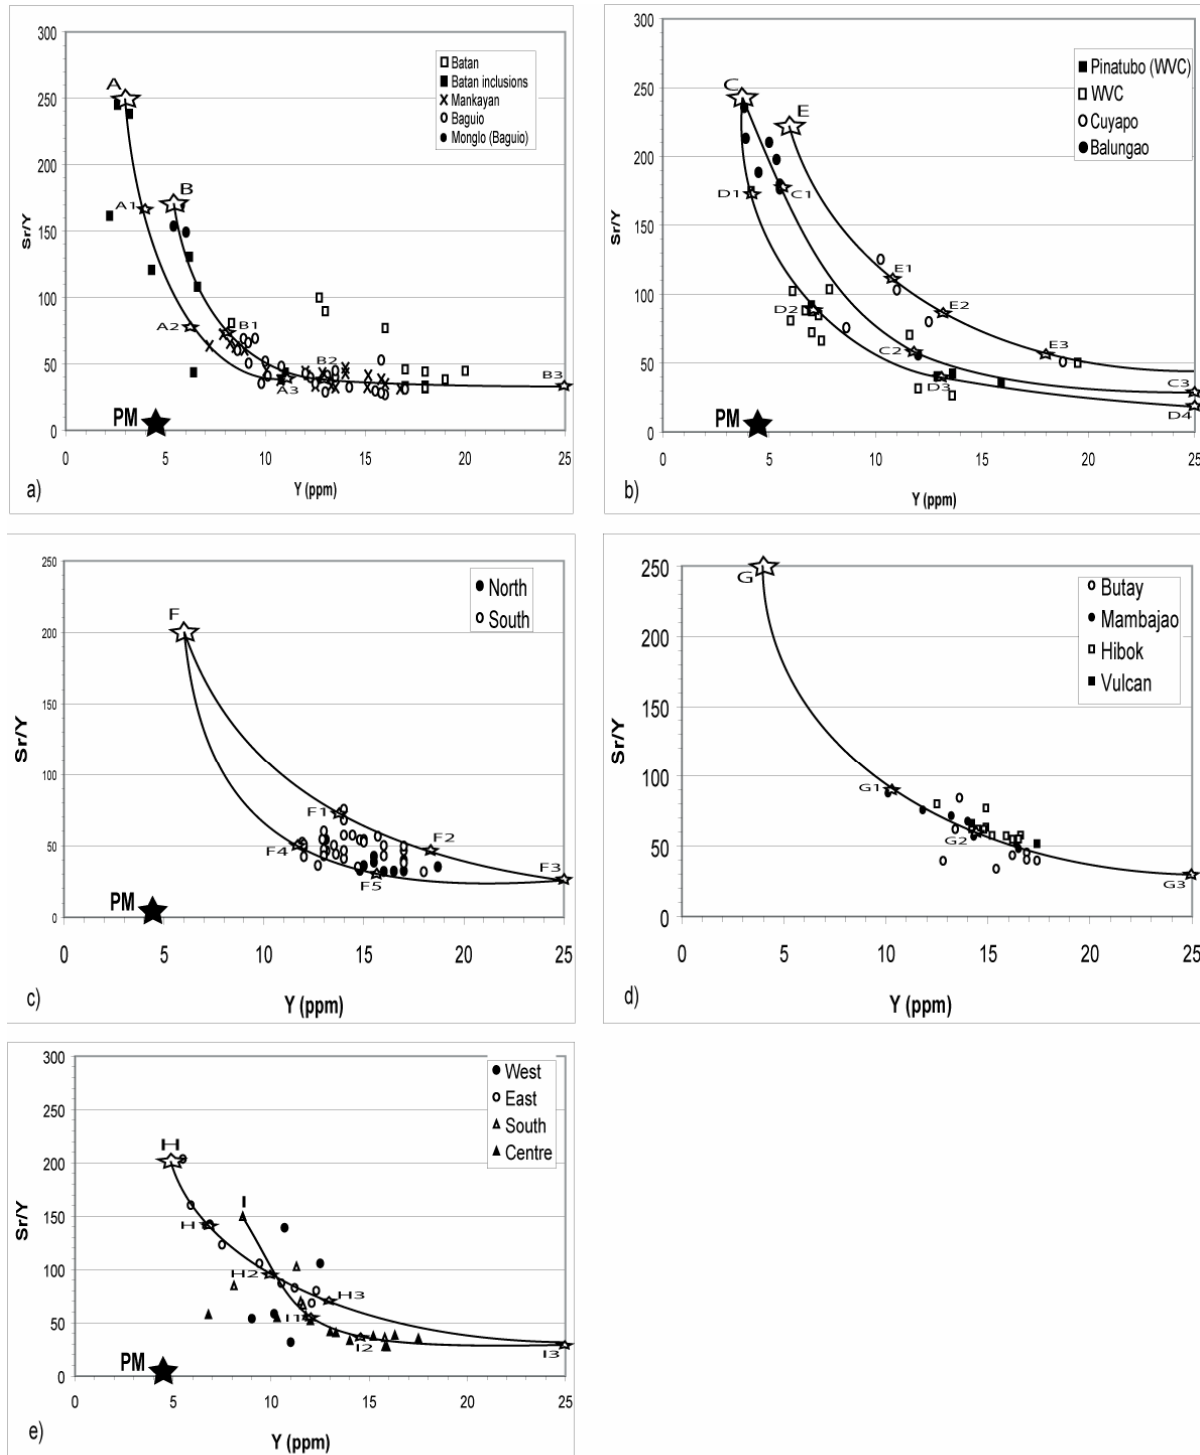 300
250
200
150
100
50
0
Sr/Y
A
B
A1
A2
B1
B2
A3
B3
PM
Batan
Batan inclusions
Mankayan
Baguio
Monglo (Baguio)
0 5 10 15 20 25
Y (ppm)
a)
300
250
200
150
100
50
0
Sr/Y
C
E
D1
C1
E1
D2
E2
C2
E3
D3
C3
D4
PM
Pinatubo (WVC)
WVC
Cuyapo
Balungao
0 5 10 15 20 25
Y (ppm)
b)
250
200
150
100
50
0
Sr/Y
F
F1
F4
F2
F5
F3
PM
North
South
0 5 10 15 20 25
Y (ppm)
c)
250
200
150
100
50
0
Sr/Y
G
G1
G2
G3
Butay
Mambajao
Hibok
Vulcan
0 5 10 15 20 25
Y (ppm)
d)
300
250
200
150
100
50
0
Sr/Y
H
I
H
H2
H3
I1
I2
I3
PM
West
East
South
Centre
0 5 10 15 20 25
Y (ppm)
e)